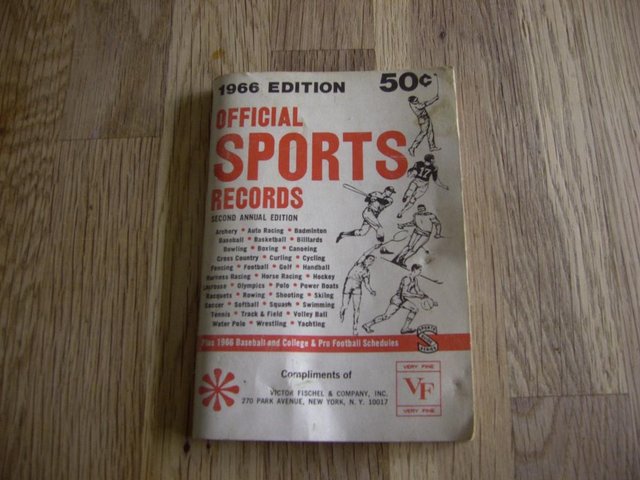 1966 EDITION 50¢
OFFICIAL
SPORTS
RECORDS
SECOND ANNUAL EDITION
17
Archery • Auto Racing • Badminton
Baseball • Basketball • Billiards
Bowling • Boxing • Canoeing
Cross Country • Curling • Cycling
Fencing • Football • Golf • Handball
Harness Racing • Horse Racing • Hockey
Lacrosse • Olympics • Polo • Power Boats
Racquets • Rowing • Shooting • Skiing
Soccer • Softball • Squash • Swimming
Tennis • Track & Field • Volley Ball
Water Polo • Wrestling • Yachting
SPORTS
SERIES
Plus 1966 Baseball and College & Pro Football Schedules
Compliments of
VICTOR FISCHEL & COMPANY, INC.
270 PARK AVENUE, NEW YORK, N. Y. 10017
VERY FINE
VF
VERY FINE